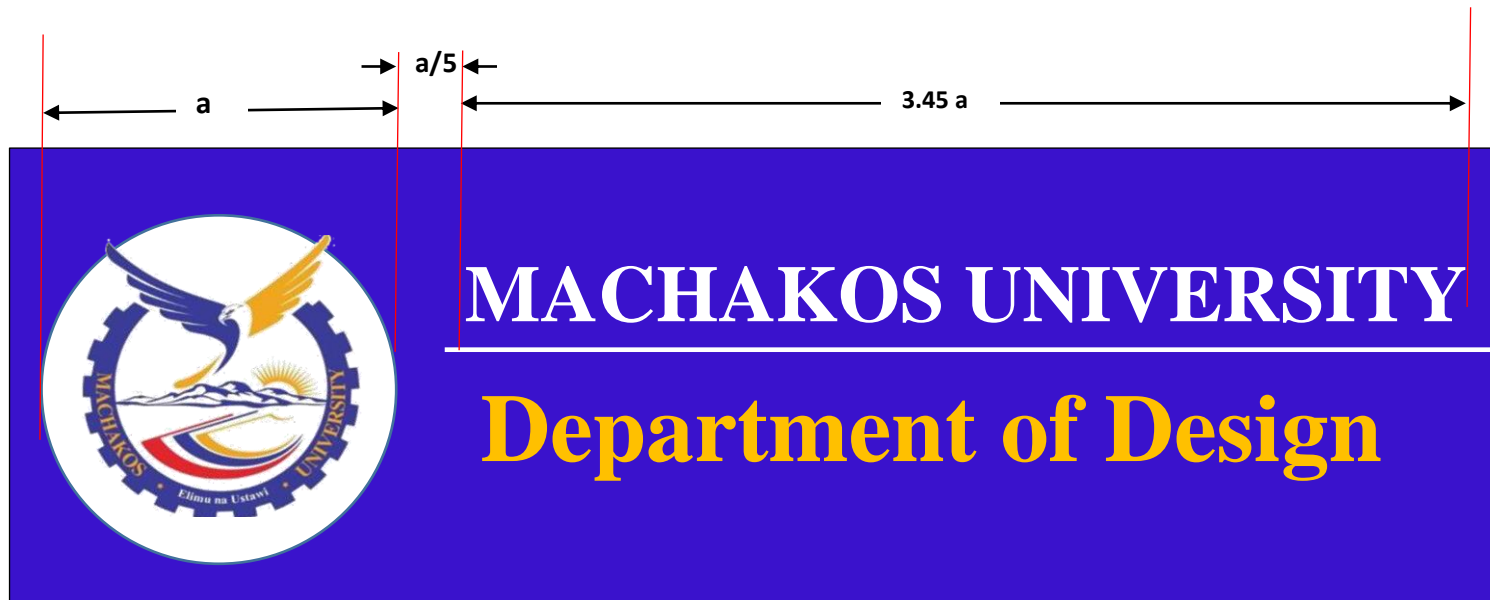 a/5
a
3.45 a
MACHAKOS UNIVERSITY
Department of Design
MACHAKOS · Elimu na Ustawi · UNIVERSITY